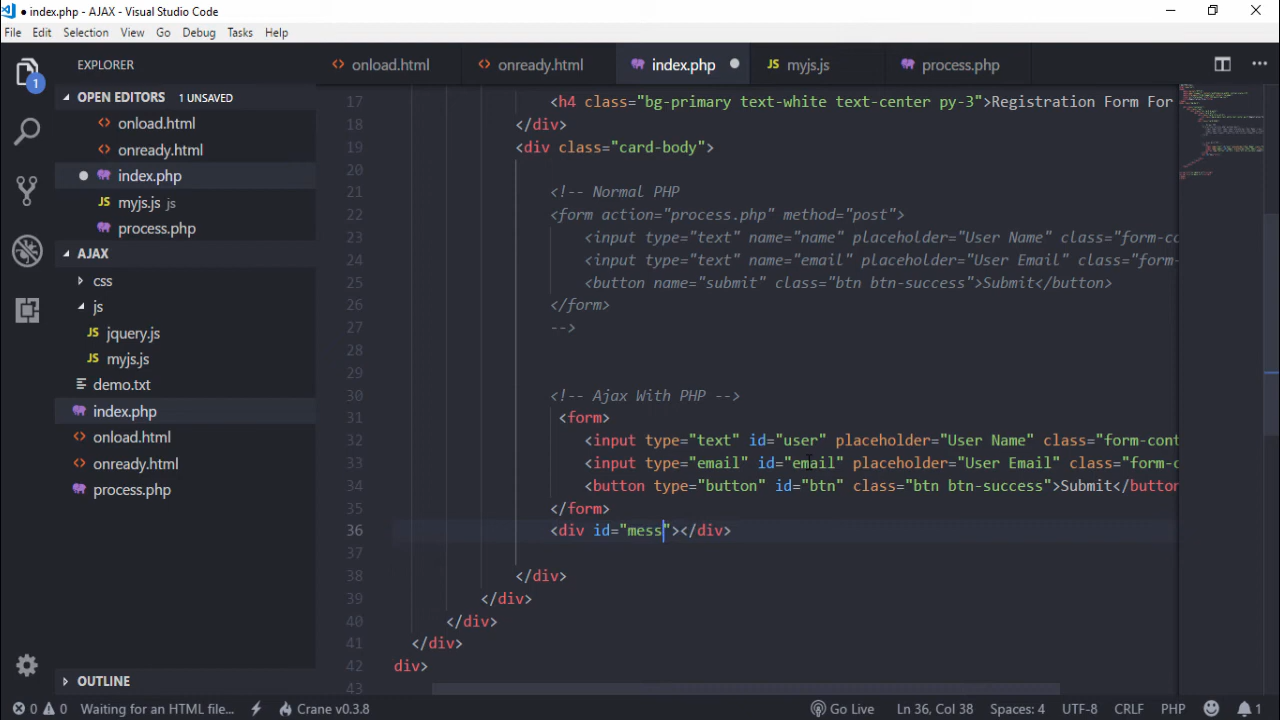 index.php - AJAX - Visual Studio Code
File Edit Selection View Go Debug Tasks Help
EXPLORER
onload.html onready.html index.php myjs.js process.php
OPEN EDITORS 1 UNSAVED
onload.html
onready.html
index.php
myjs.js js
process.php
AJAX
css
js
jquery.js
myjs.js
demo.txt
index.php
onload.html
onready.html
process.php
OUTLINE
1
17 <h4 class="bg-primary text-white text-center py-3">Registration Form For
18 </div>
19 <div class="card-body">
20
21 <!-- Normal PHP
22 <form action="process.php" method="post">
23 <input type="text" name="name" placeholder="User Name" class="form-con
24 <input type="text" name="email" placeholder="User Email" class="form-
25 <button name="submit" class="btn btn-success">Submit</button>
26 </form>
27 -->
28
29
30 <!-- Ajax With PHP -->
31 <form>
32 <input type="text" id="user" placeholder="User Name" class="form-cont
33 <input type="email" id="email" placeholder="User Email" class="form-c
34 <button type="button" id="btn" class="btn btn-success">Submit</button
35 </form>
36 <div id="mess"></div>
37
38 </div>
39 </div>
40 </div>
41 </div>
42 div>
43
0 0 Waiting for an HTML file... Crane v0.3.8 Go Live Ln 36, Col 38 Spaces: 4 UTF-8 CRLF PHP 1